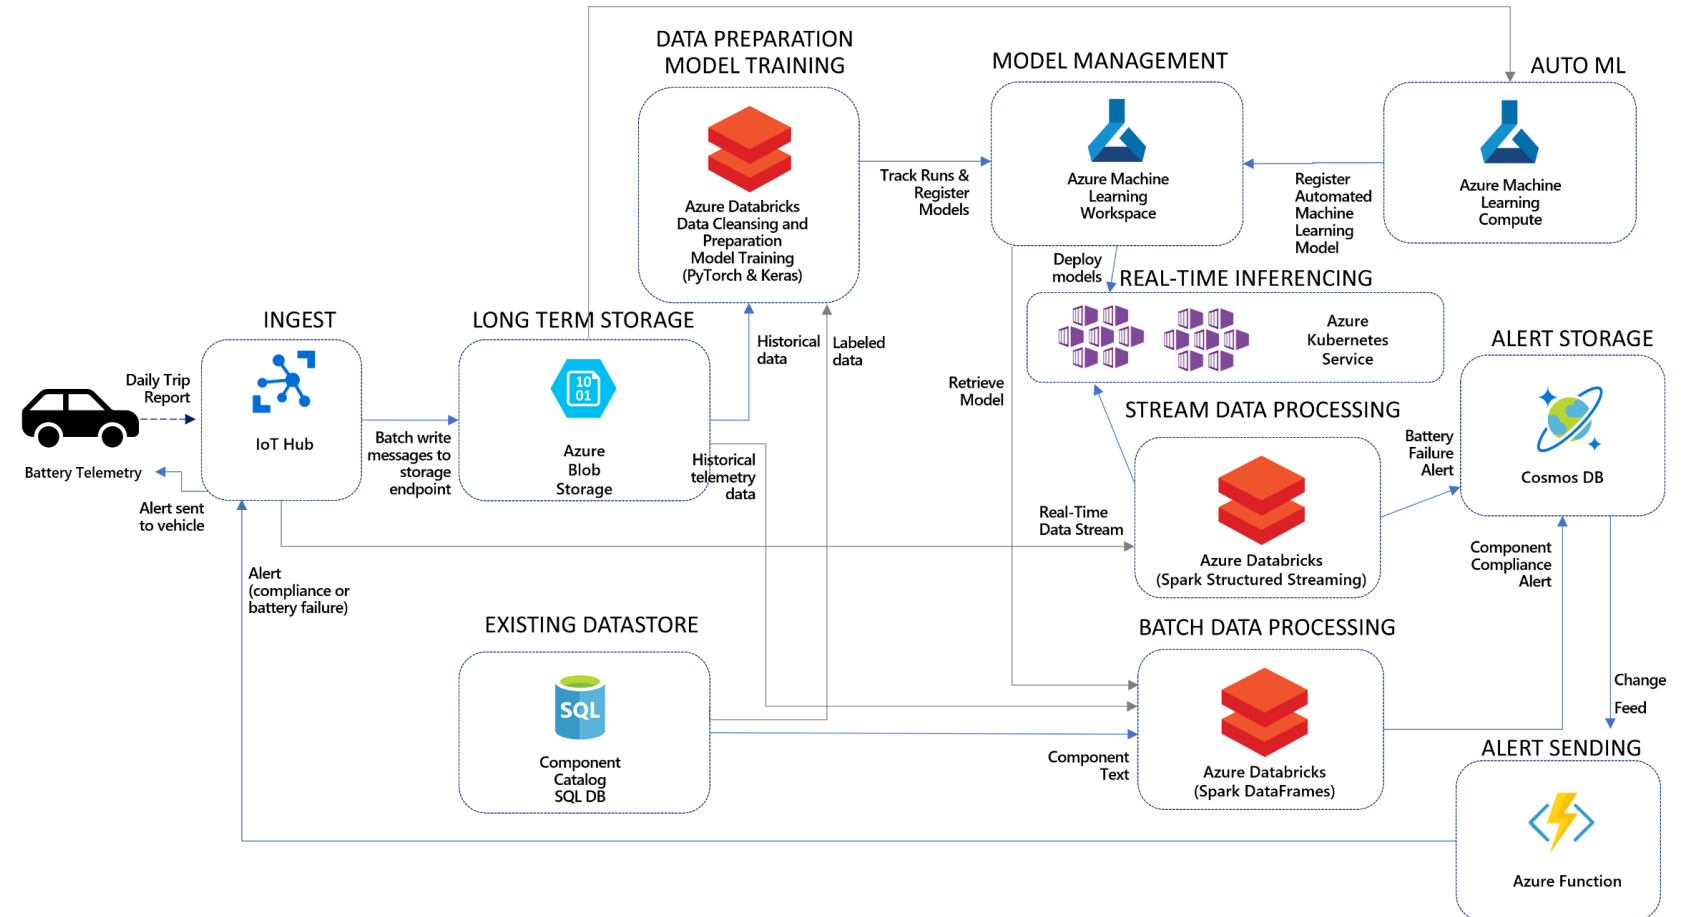 DATA PREPARATION
MODEL TRAINING
Azure Databricks
Data Cleansing and
Preparation
Model Training
(PyTorch & Keras)
Track Runs &
Register
Models
MODEL MANAGEMENT
Azure Machine
Learning
Workspace
Register
Automated
Machine
Learning
Model
AUTO ML
Azure Machine
Learning
Compute
Deploy
models
REAL-TIME INFERENCING
Azure
Kubernetes
Service
INGEST
IoT Hub
LONG TERM STORAGE
10
01
Azure
Blob
Storage
Historical
data
Labeled
data
Daily Trip
Report
Battery Telemetry
Alert sent
to vehicle
Batch write
messages to
storage
endpoint
Historical
telemetry
data
Retrieve
Model
STREAM DATA PROCESSING
Azure Databricks
(Spark Structured Streaming)
Real-Time
Data Stream
Battery
Failure
Alert
ALERT STORAGE
Cosmos DB
Component
Compliance
Alert
Alert
(compliance or
battery failure)
EXISTING DATASTORE
SQL
Component
Catalog
SQL DB
Component
Text
BATCH DATA PROCESSING
Azure Databricks
(Spark DataFrames)
Change
Feed
ALERT SENDING
Azure Function